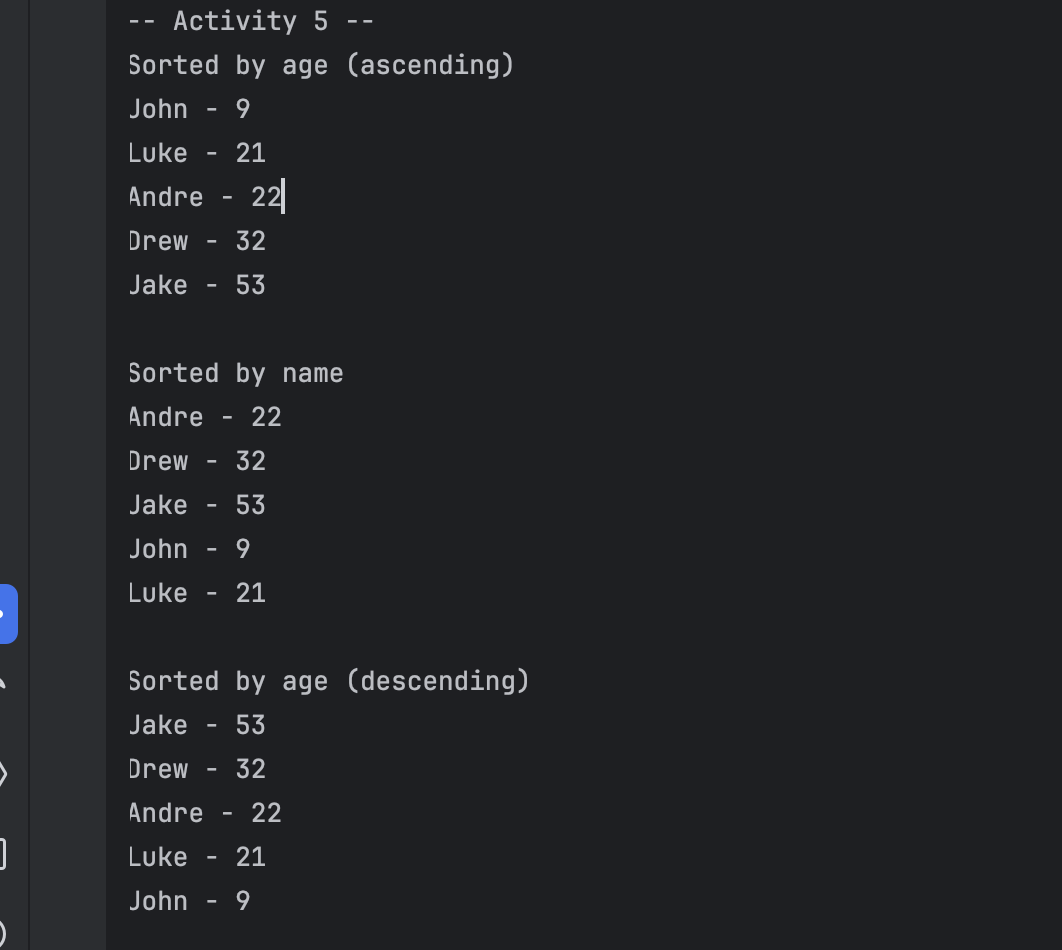 -- Activity 5 --
Sorted by age (ascending)
John - 9
Luke - 21
Andre - 22
Drew - 32
Jake - 53
Sorted by name
Andre - 22
Drew - 32
Jake - 53
John - 9
Luke - 21
Sorted by age (descending)
Jake - 53
Drew - 32
Andre - 22
Luke - 21
John - 9